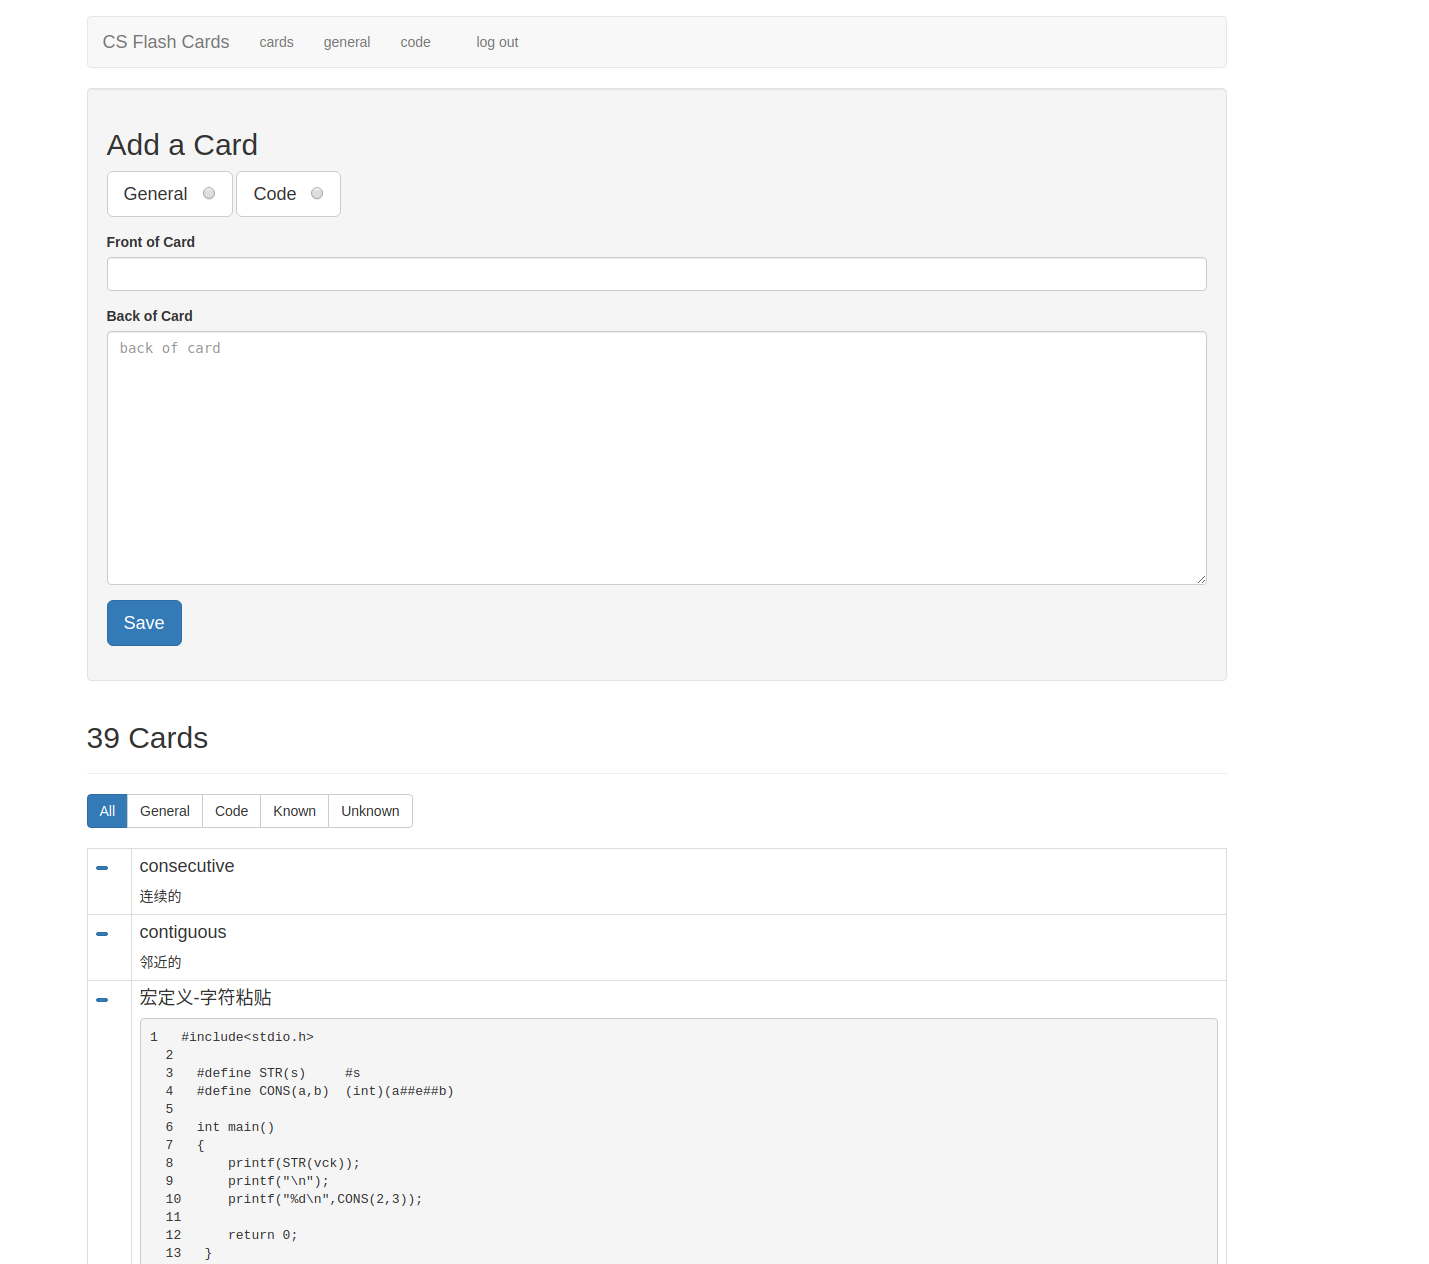 CS Flash Cards cards general code log out
Add a Card
General Code
Front of Card
Back of Card
back of card
Save
39 Cards
All General Code Known Unknown
consecutive
连续的
contiguous
邻近的
宏定义-字符粘贴
1   #include<stdio.h>
2
3   #define STR(s)     #s
4   #define CONS(a,b)  (int)(a##e##b)
5
6   int main()
7   {
8       printf(STR(vck));
9       printf("\n");
10      printf("%d\n",CONS(2,3));
11
12      return 0;
13   }